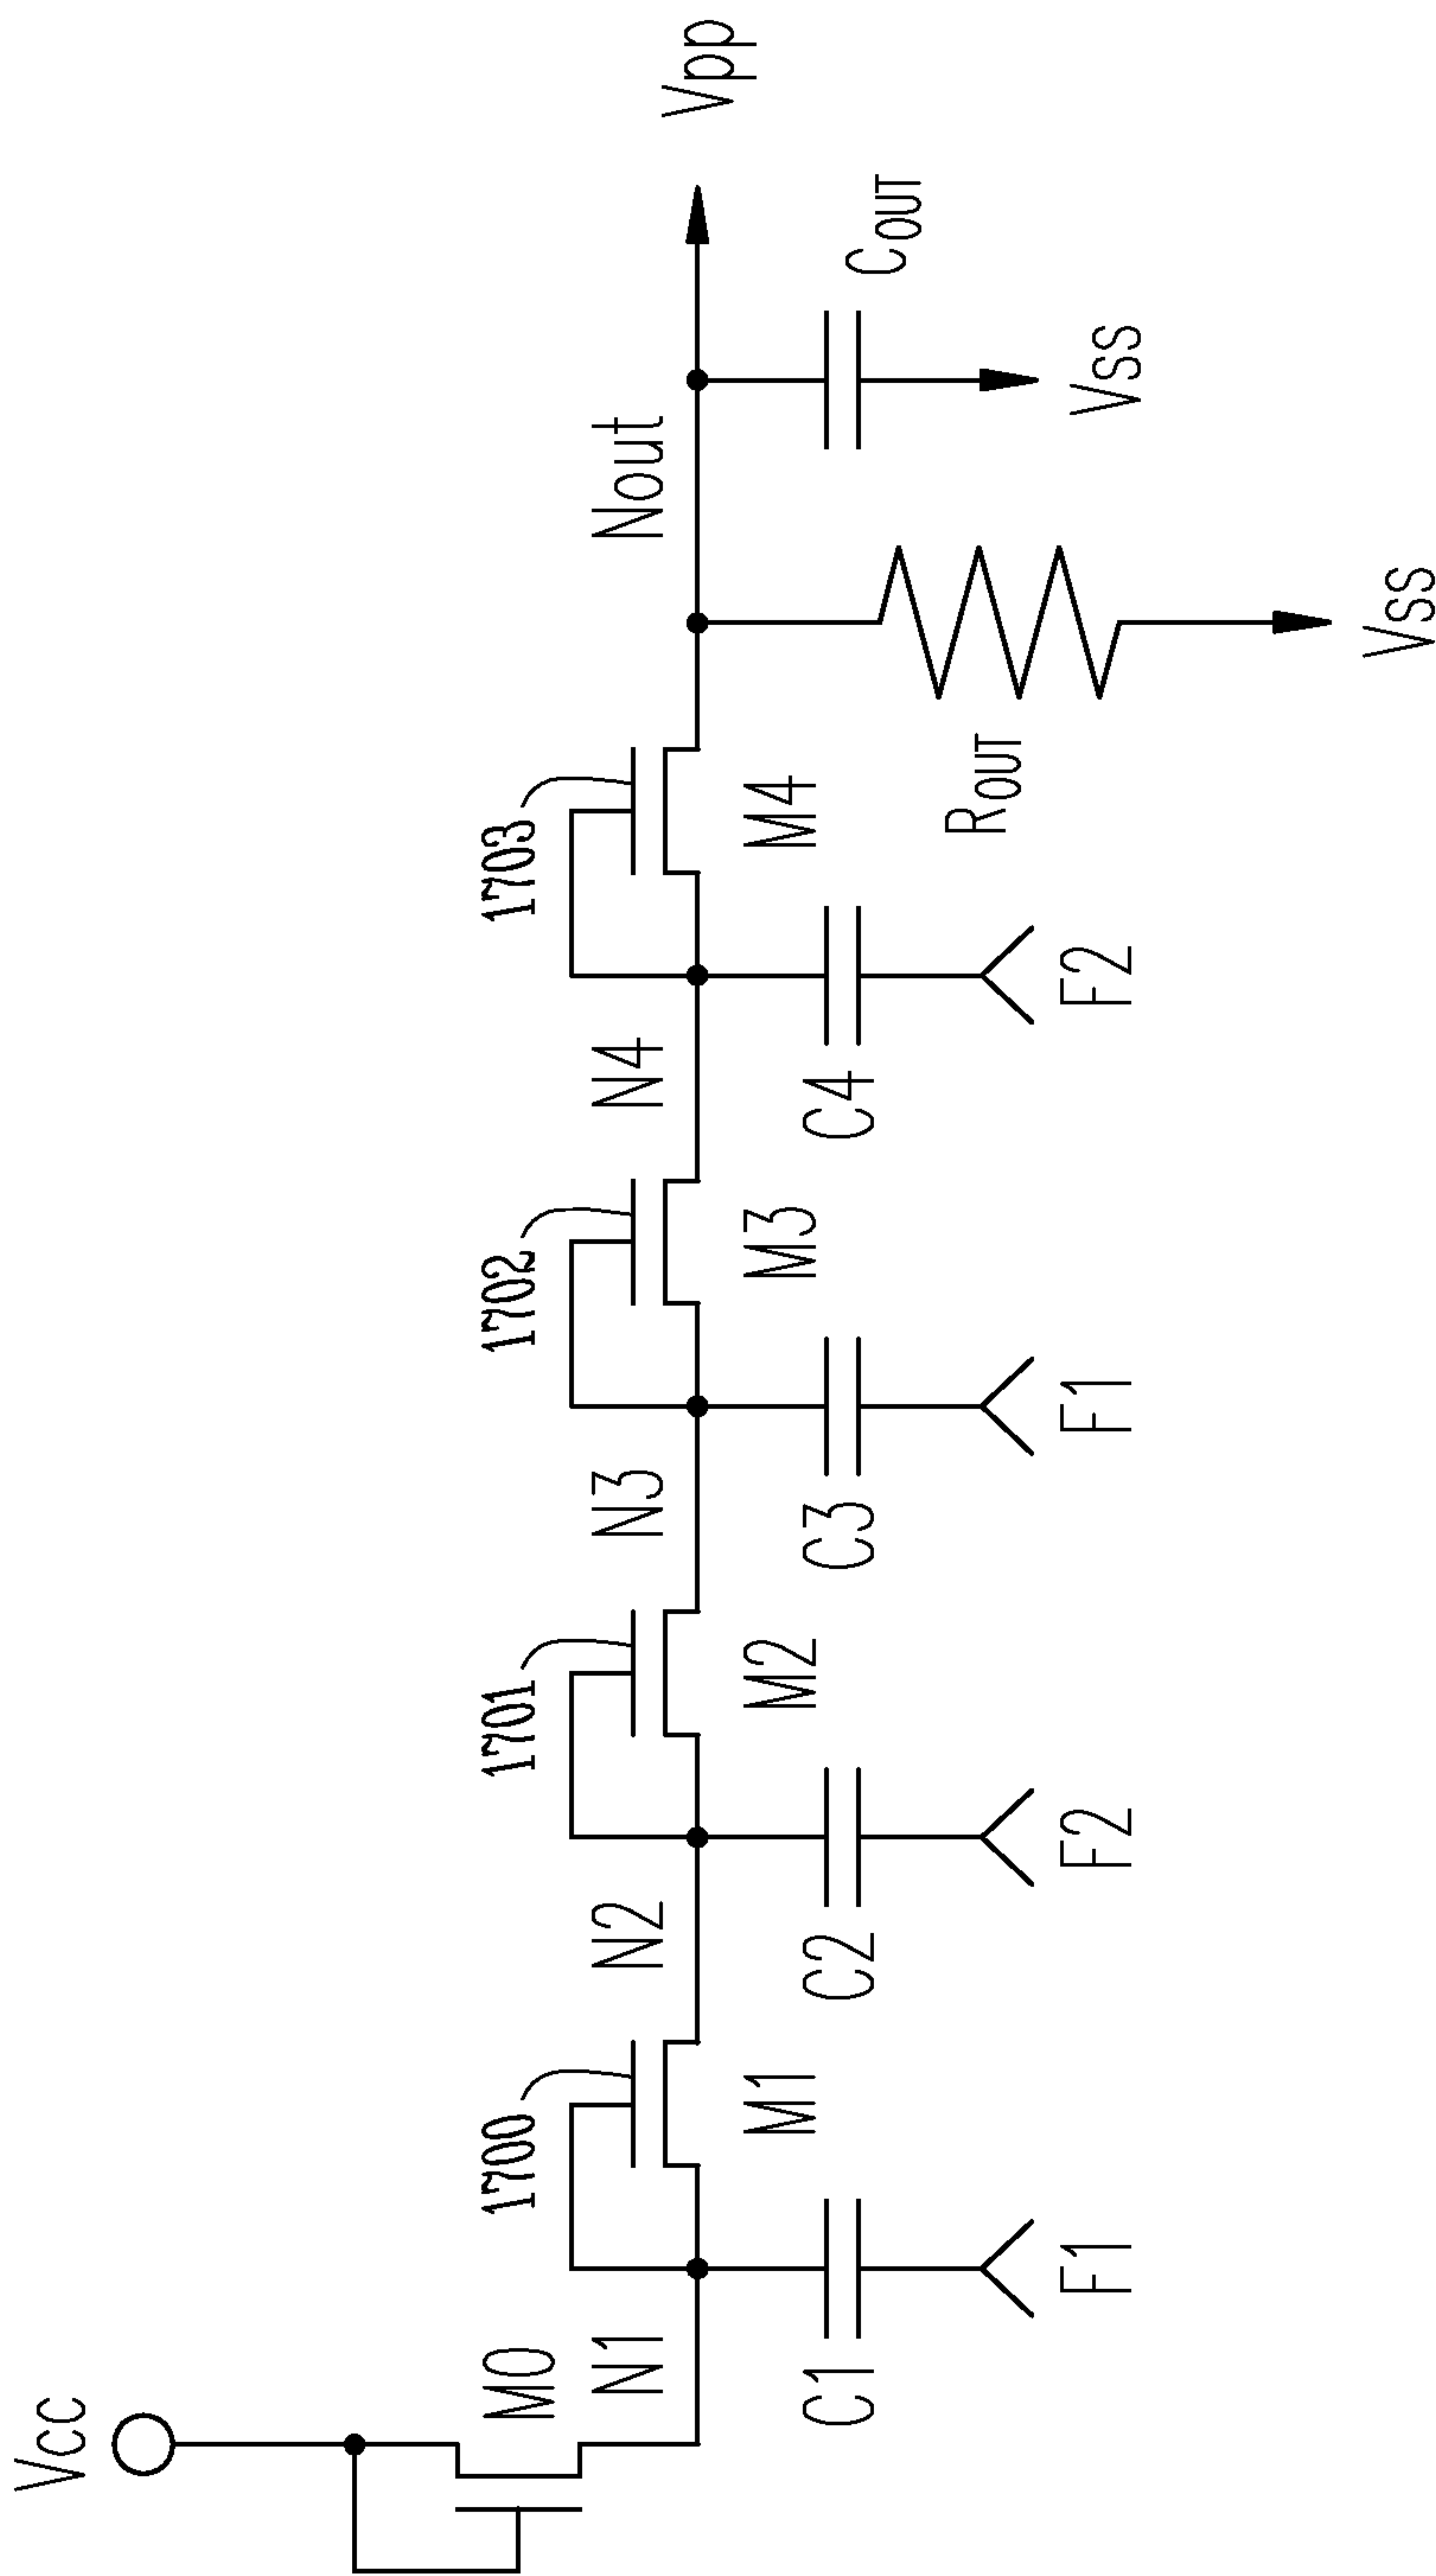 VCC
M0
1700
1701
1702
1703
N1
N2
N3
N4
Nout
Vpp
M1
M2
M3
M4
C1
C2
C3
C4
ROUT
COUT
F1
F2
F1
F2
VSS
VSS